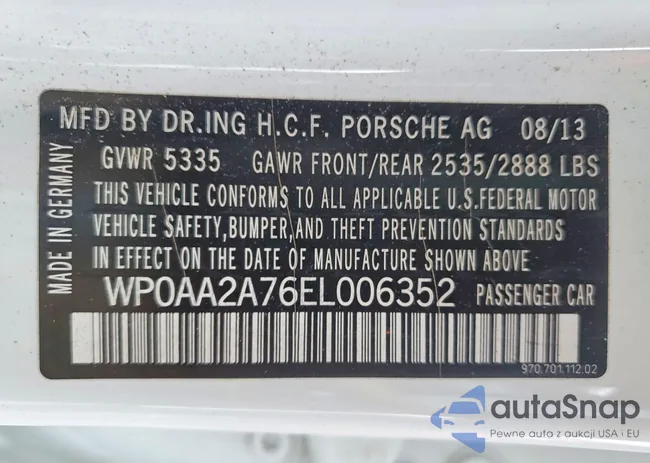 MFD BY DR.ING H.C.F. PORSCHE AG 08/13
GVWR 5335 GAWR FRONT/REAR 2535/2888 LBS
THIS VEHICLE CONFORMS TO ALL APPLICABLE U.S.FEDERAL MOTOR
VEHICLE SAFETY,BUMPER,AND THEFT PREVENTION STANDARDS
IN EFFECT ON THE DATE OF MANUFACTURE SHOWN ABOVE
WP0AA2A76EL006352 PASSENGER CAR
MADE IN GERMANY
970.701.112.02
autaSnap
Pewne auta z aukcji USA i EU